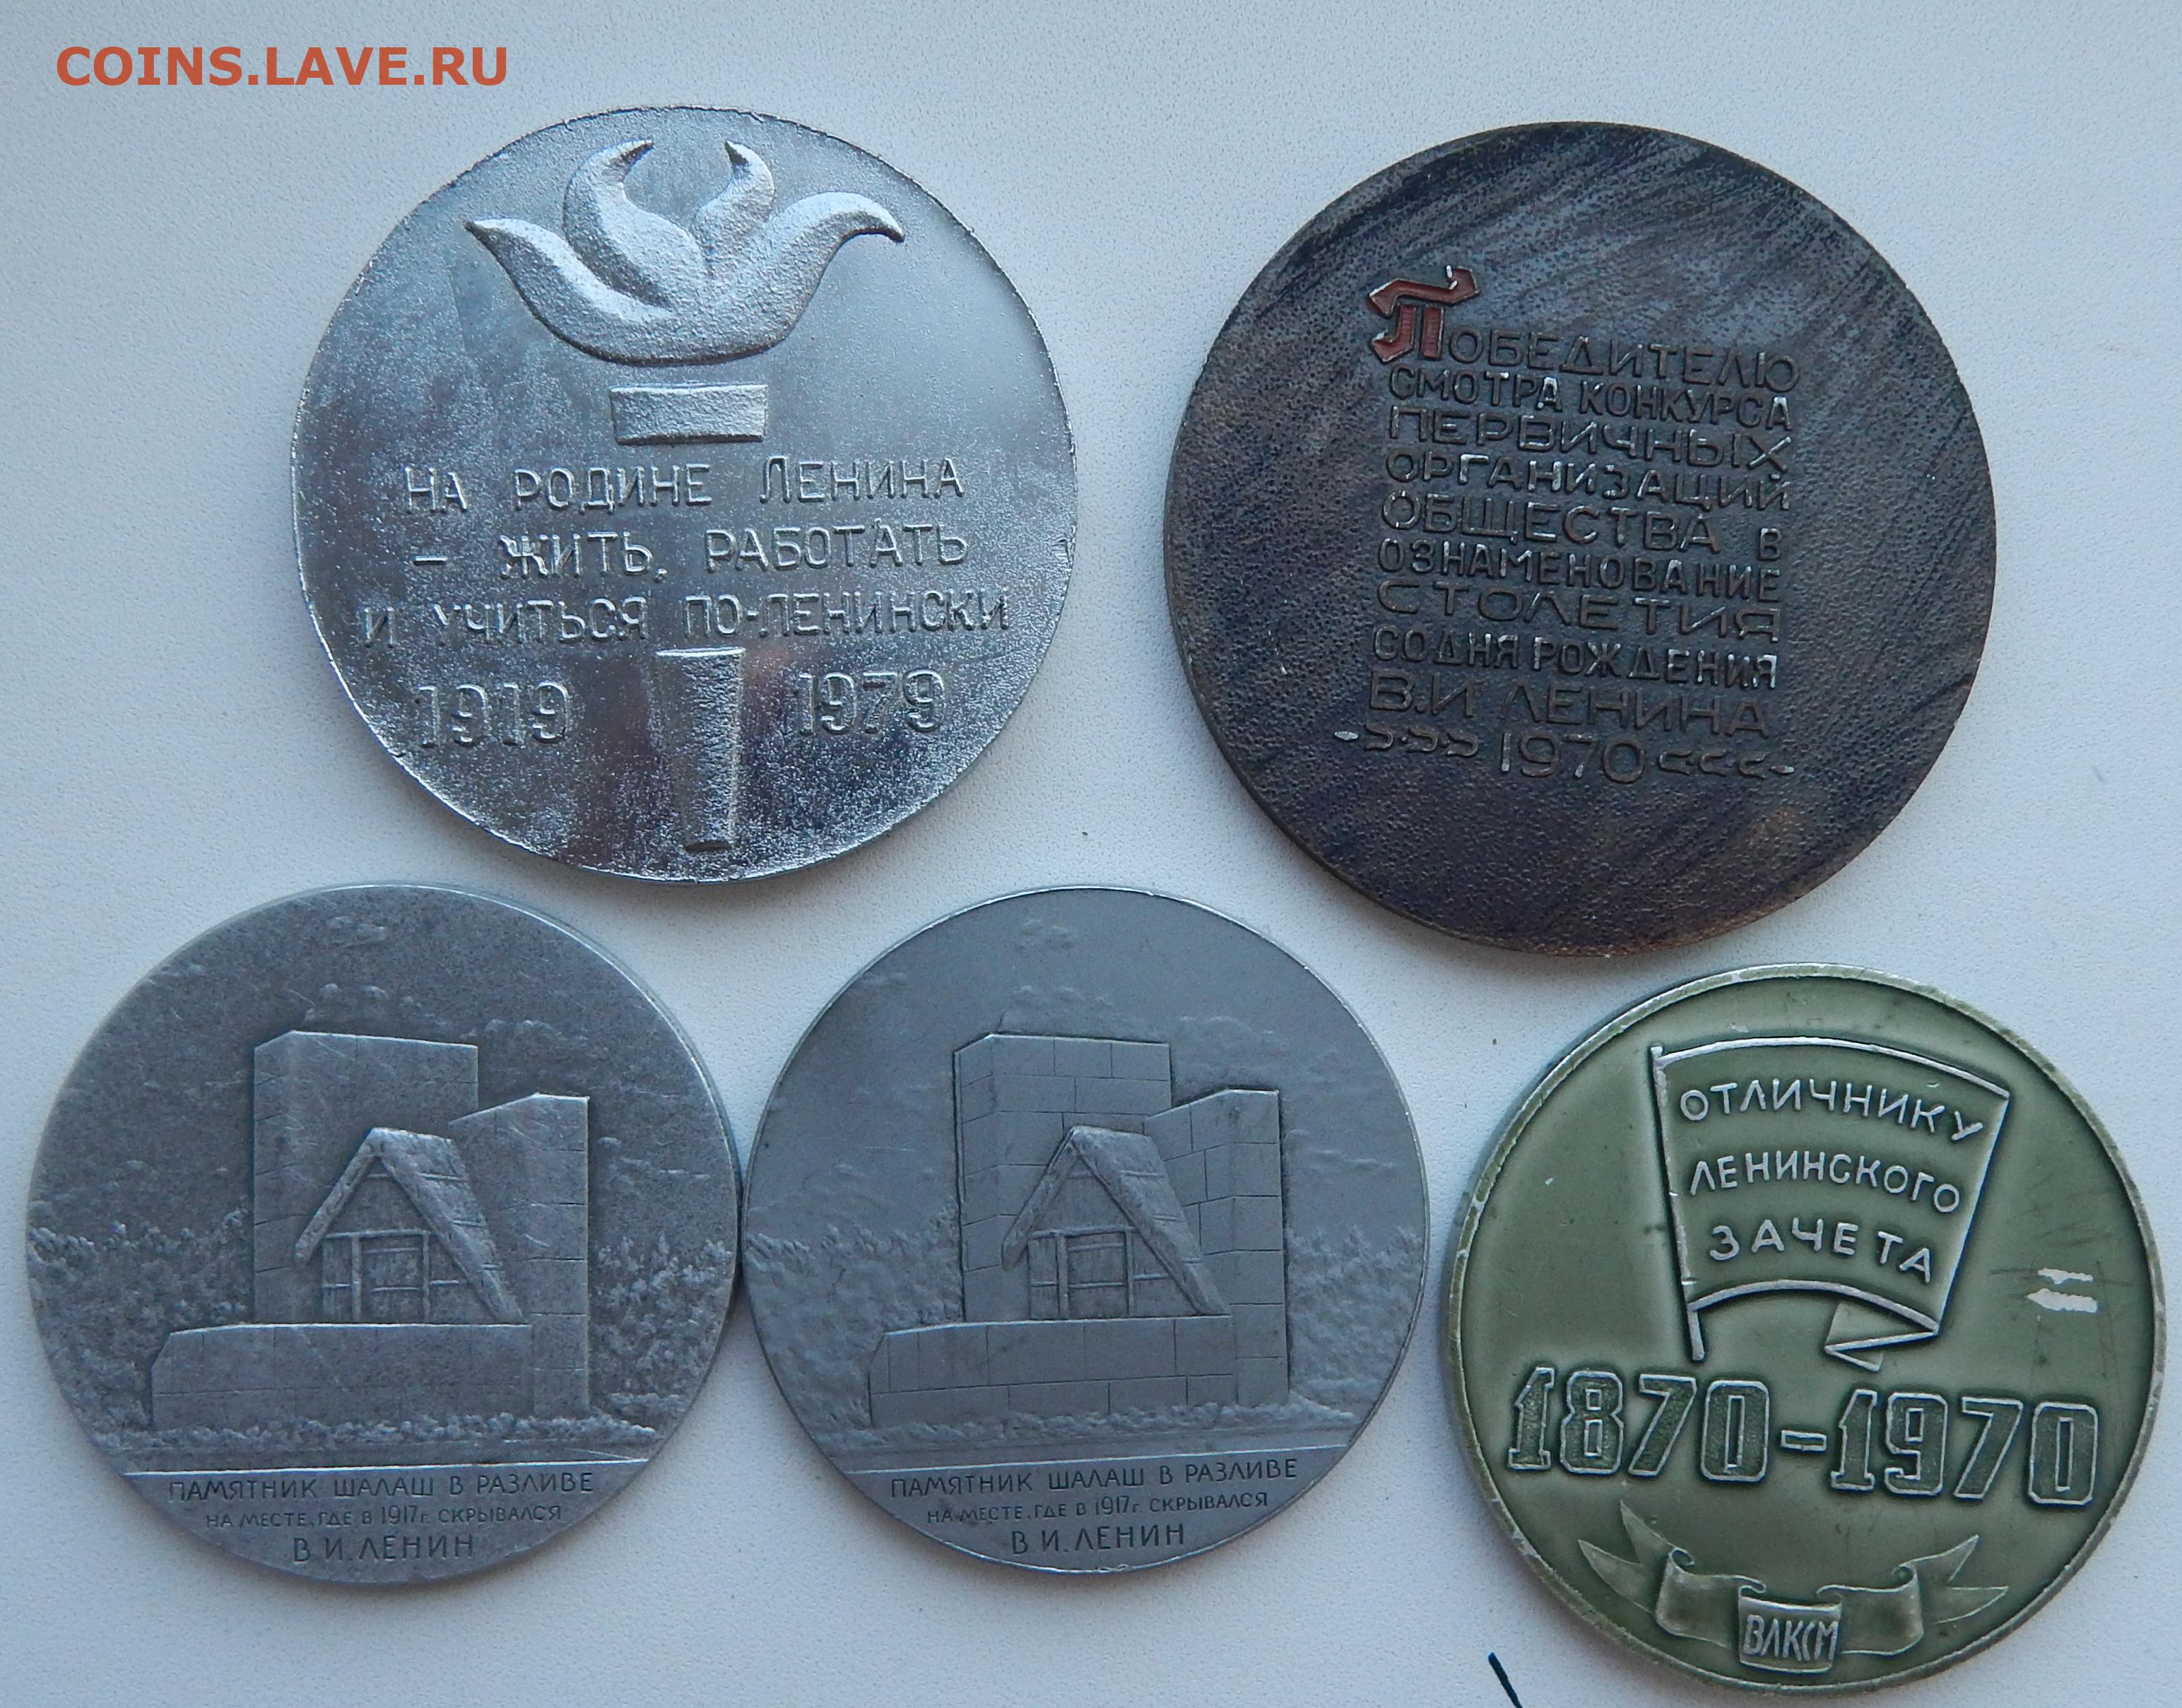 COINS.LAVE.RU
НА РОДИНЕ ЛЕНИНА
– ЖИТЬ, РАБОТАТЬ
И УЧИТЬСЯ ПО-ЛЕНИНСКИ
1919 1979
ПОБЕДИТЕЛЮ
СМОТРА КОНКУРСА
ПЕРВИЧНЫХ
ОРГАНИЗАЦИЙ
ОБЩЕСТВА В
ОЗНАМЕНОВАНИЕ
СТОЛЕТИЯ
СО ДНЯ РОЖДЕНИЯ
В.И ЛЕНИНА
1970
ПАМЯТНИК ШАЛАШ В РАЗЛИВЕ
НА МЕСТЕ, ГДЕ В 1917г. СКРЫВАЛСЯ
В И. ЛЕНИН
ПАМЯТНИК ШАЛАШ В РАЗЛИВЕ
НА МЕСТЕ, ГДЕ В 1917г. СКРЫВАЛСЯ
В И. ЛЕНИН
ОТЛИЧНИКУ
ЛЕНИНСКОГО
ЗАЧЕТА
1870-1970
ВЛКСМ